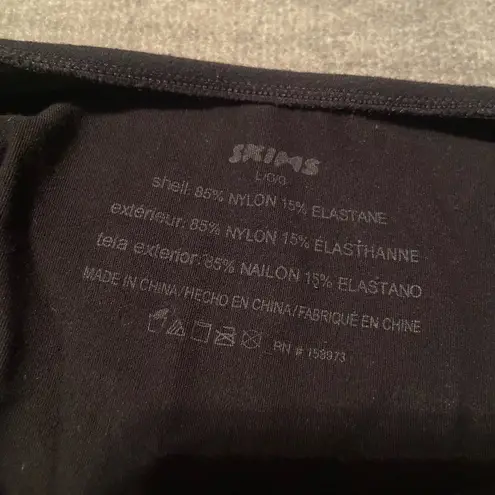 SKIMS
L/G/G
shell: 85% NYLON 15% ELASTANE
extérieur: 85% NYLON 15% ÉLASTHANNE
tela exterior: 85% NAILON 15% ELASTANO
MADE IN CHINA/HECHO EN CHINA/FABRIQUÉ EN CHINE
RN # 158973